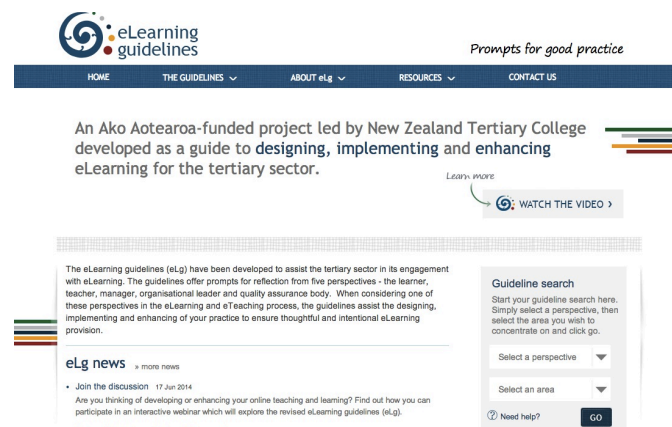 eLearning
guidelines
Prompts for good practice
HOME THE GUIDELINES ABOUT eLg RESOURCES CONTACT US
An Ako Aotearoa-funded project led by New Zealand Tertiary College
developed as a guide to designing, implementing and enhancing
eLearning for the tertiary sector.
Learn more
WATCH THE VIDEO ›
The eLearning guidelines (eLg) have been developed to assist the tertiary sector in its engagement
with eLearning. The guidelines offer prompts for reflection from five perspectives - the learner,
teacher, manager, organisational leader and quality assurance body. When considering one of
these perspectives in the eLearning and eTeaching process, the guidelines assist the designing,
implementing and enhancing of your practice to ensure thoughtful and intentional eLearning
provision.
eLg news » more news
• Join the discussion 17 Jun 2014
Are you thinking of developing or enhancing your online teaching and learning? Find out how you can
participate in an interactive webinar which will explore the revised eLearning guidelines (eLg).
Guideline search
Start your guideline search here.
Simply select a perspective, then
select the area you wish to
concentrate on and click go.
Select a perspective
Select an area
? Need help? GO